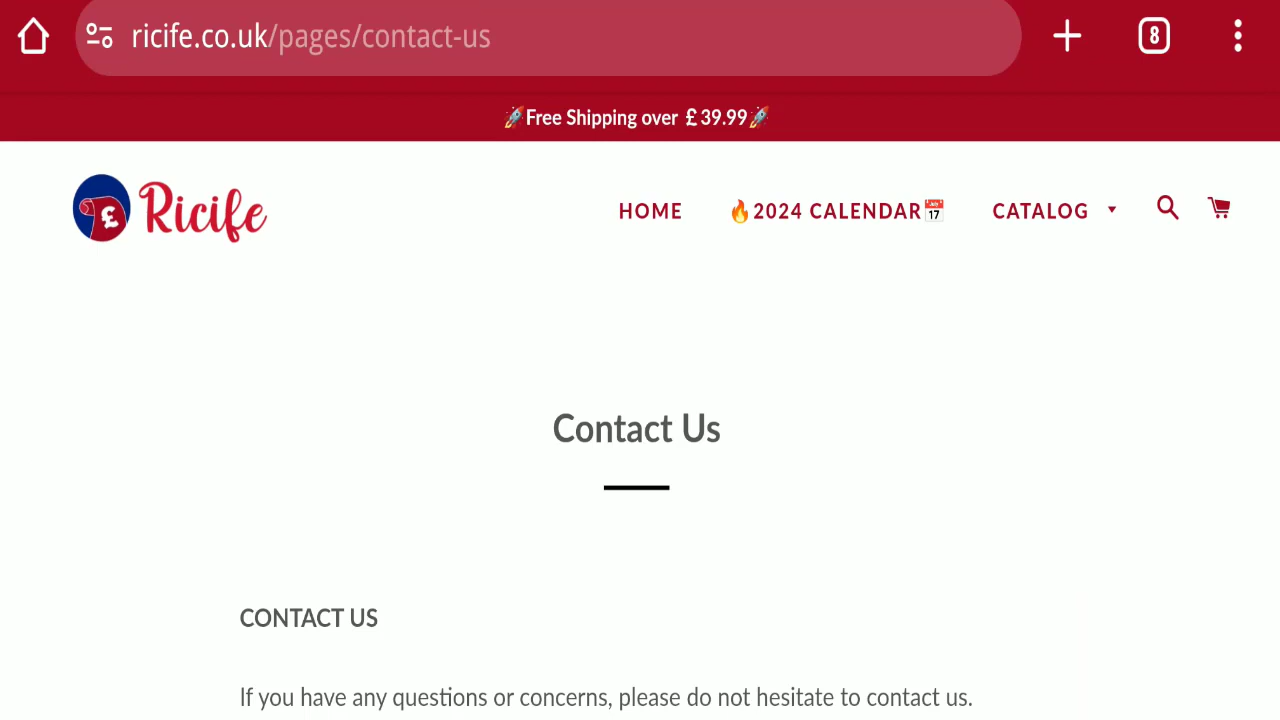 ricife.co.uk/pages/contact-us
8
🚀Free Shipping over £39.99🚀
£ Ricife
HOME 🔥2024 CALENDAR📅 CATALOG ▼
Contact Us
CONTACT US
If you have any questions or concerns, please do not hesitate to contact us.